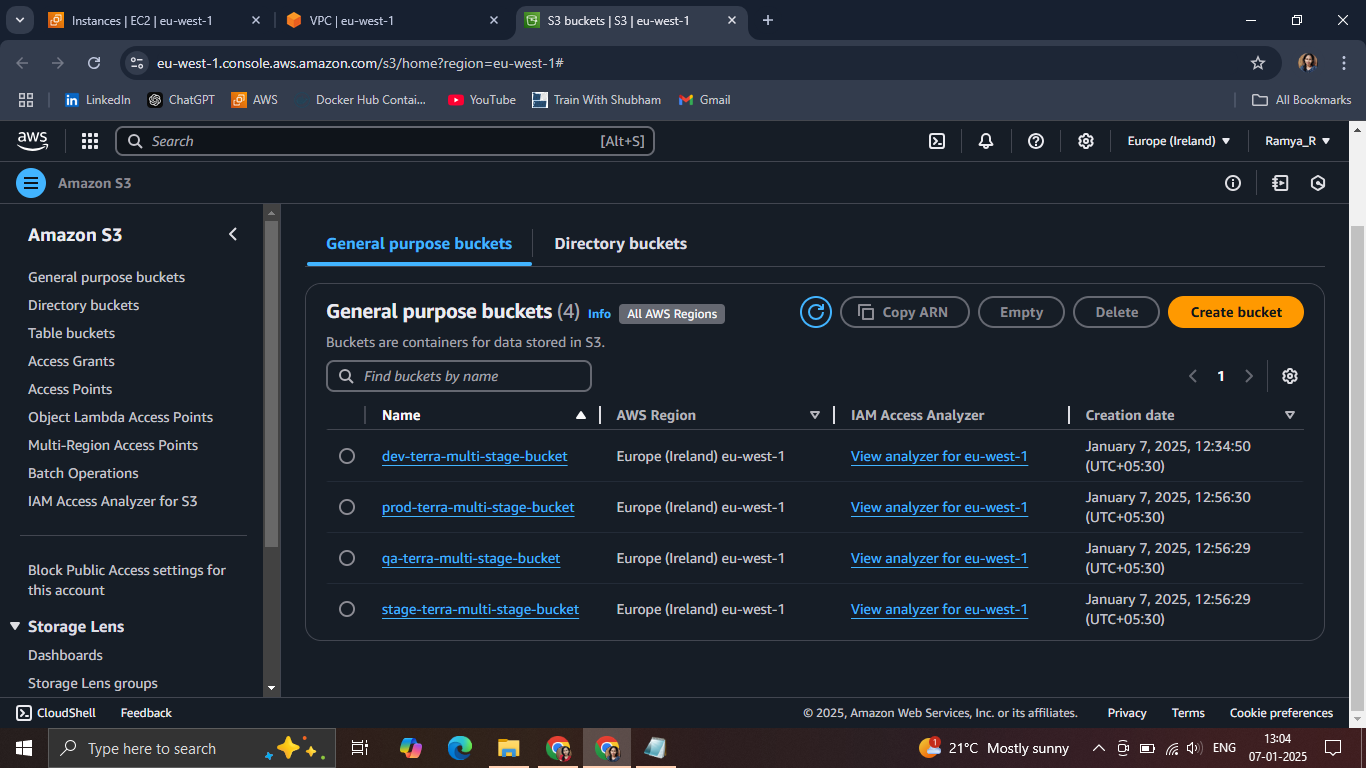 Instances | EC2 | eu-west-1
VPC | eu-west-1
S3 buckets | S3 | eu-west-1
eu-west-1.console.aws.amazon.com/s3/home?region=eu-west-1#
LinkedIn ChatGPT AWS Docker Hub Contai... YouTube Train With Shubham Gmail All Bookmarks
aws Search [Alt+S] Europe (Ireland) Ramya_R
Amazon S3
Amazon S3
General purpose buckets
Directory buckets
Table buckets
Access Grants
Access Points
Object Lambda Access Points
Multi-Region Access Points
Batch Operations
IAM Access Analyzer for S3
Block Public Access settings for
this account
Storage Lens
Dashboards
Storage Lens groups
General purpose buckets Directory buckets
General purpose buckets (4) Info All AWS Regions Copy ARN Empty Delete Create bucket
Buckets are containers for data stored in S3.
Find buckets by name 1
Name AWS Region IAM Access Analyzer Creation date
dev-terra-multi-stage-bucket Europe (Ireland) eu-west-1 View analyzer for eu-west-1 January 7, 2025, 12:34:50
(UTC+05:30)
prod-terra-multi-stage-bucket Europe (Ireland) eu-west-1 View analyzer for eu-west-1 January 7, 2025, 12:56:30
(UTC+05:30)
qa-terra-multi-stage-bucket Europe (Ireland) eu-west-1 View analyzer for eu-west-1 January 7, 2025, 12:56:29
(UTC+05:30)
stage-terra-multi-stage-bucket Europe (Ireland) eu-west-1 View analyzer for eu-west-1 January 7, 2025, 12:56:29
(UTC+05:30)
CloudShell Feedback © 2025, Amazon Web Services, Inc. or its affiliates. Privacy Terms Cookie preferences
Type here to search 1 21°C Mostly sunny ENG 13:04
07-01-2025